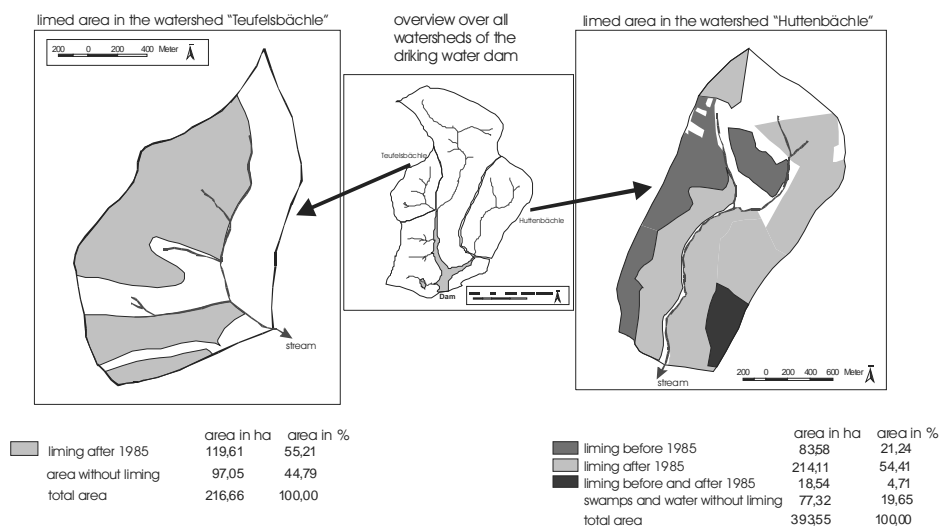 limed area in the watershed "Teufelsbächle"
200 0 200 400 Meter
stream
overview over all
watersheds of the
driking water dam
Teufelsbächle
Huttenbächle
Dam
limed area in the watershed "Huttenbächle"
stream
200 0 200 400 600 Meter
area in ha area in %
liming after 1985 119,61 55,21
area without liming 97,05 44,79
total area 216,66 100,00
area in ha area in %
liming before 1985 83,58 21,24
liming after 1985 214,11 54,41
liming before and after 1985 18,54 4,71
swamps and water without liming 77,32 19,65
total area 393,55 100,00